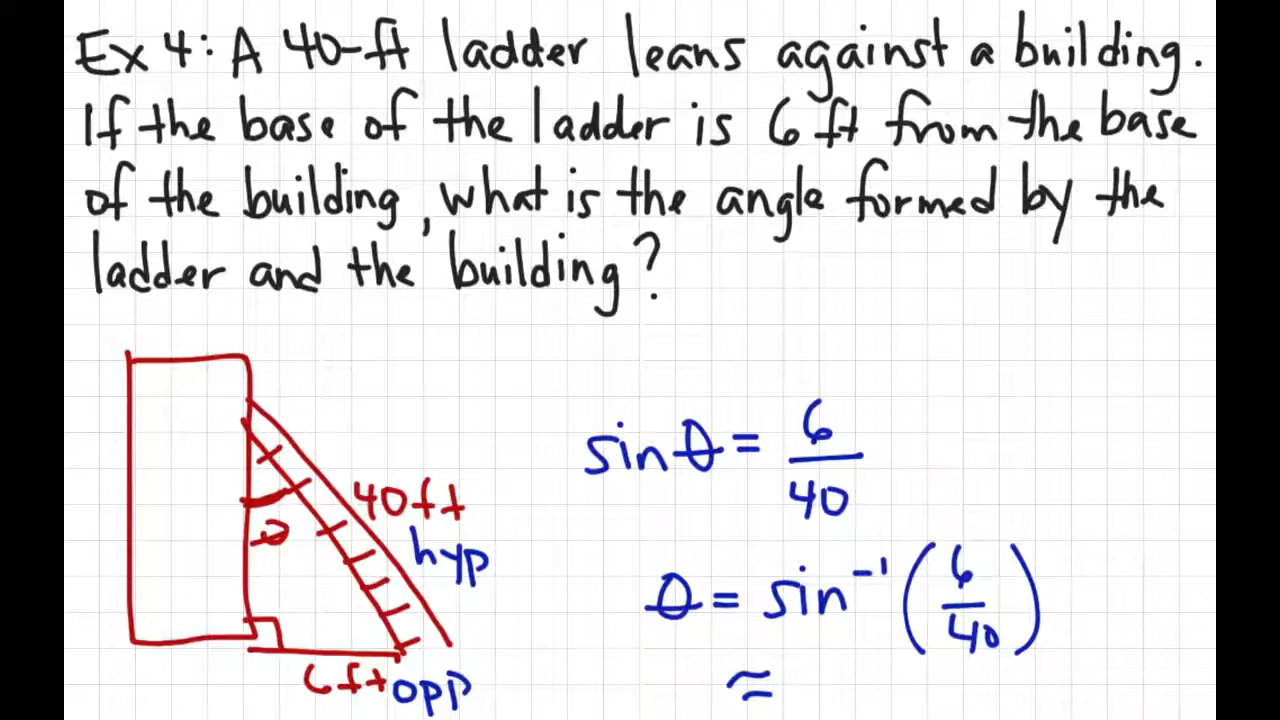 Ex 4: A 40-ft ladder leans against a building.
If the base of the ladder is 6 ft from the base
of the building, what is the angle formed by the
ladder and the building?
θ
40ft
hyp
6ft opp
sin θ = 6/40
θ = sin⁻¹ (6/40)
≈